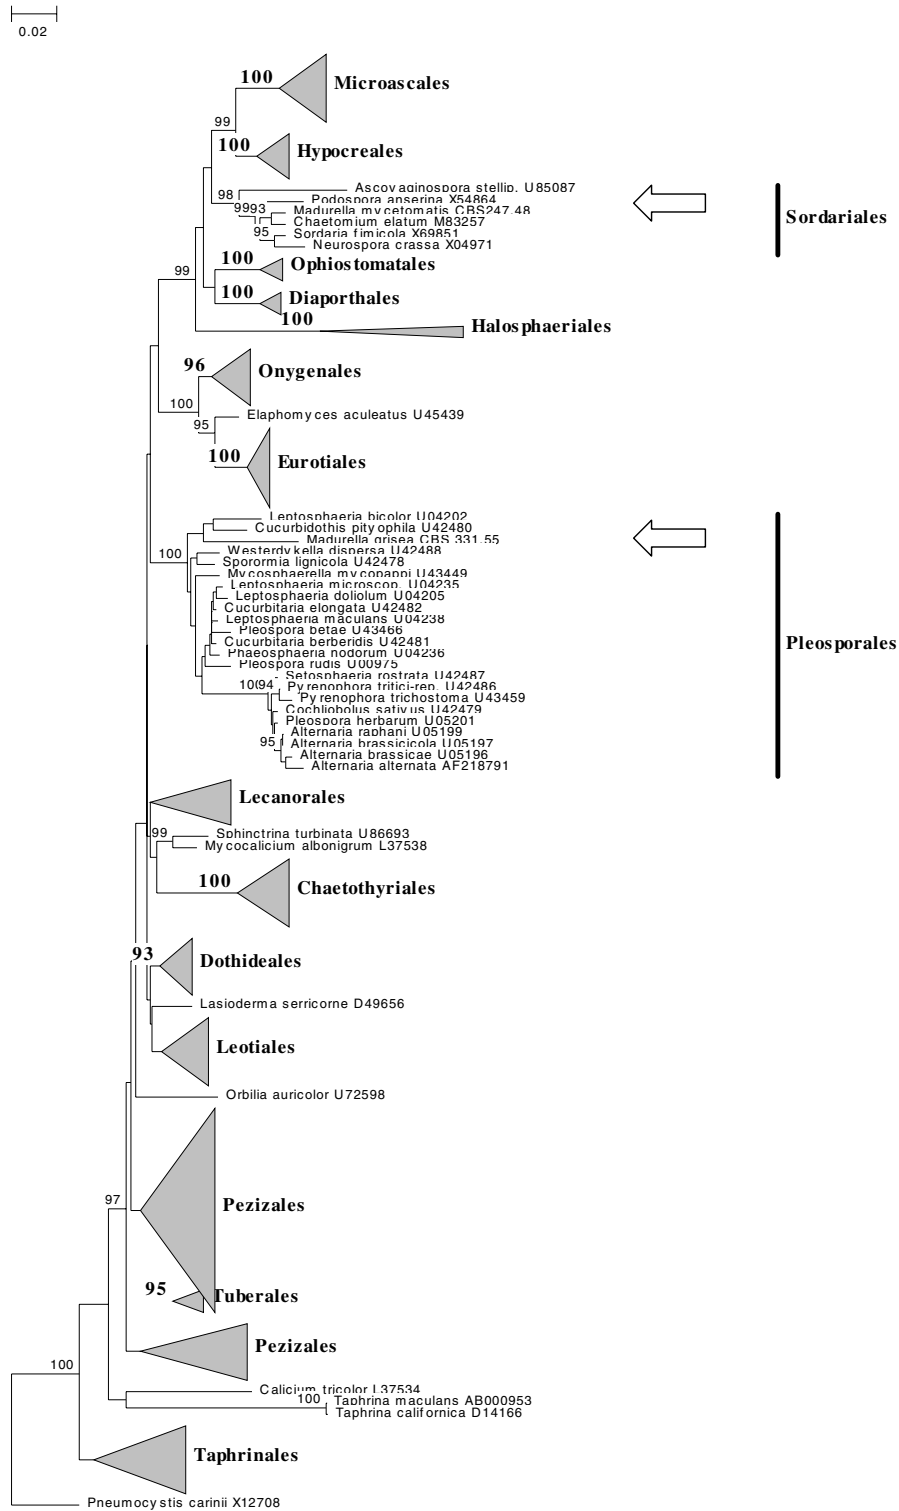 0.02
100 Microascales
99
100 Hypocreales
98
Ascovaginospora stellip. U85087
Podospora anserina X54864
9993
Madurella mycetomatis CBS247.48
Chaetomium elatum M83257
95
Sordaria fimicola X69851
Neurospora crassa X04971
Sordariales
100 Ophiostomatales
99
100 Diaporthales
100 Halosphaeriales
96 Onygenales
100
Elaphomyces aculeatus U45439
95
100 Eurotiales
Leptosphaeria bicolor U04202
Cucurbidothis pityophila U42480
Madurella grisea CBS 331.55
100
Westerdykella dispersa U42488
Sporormia lignicola U42478
Mycosphaerella mycopappi U43449
Leptosphaeria microscop. U04235
Leptosphaeria doliolum U04205
Cucurbitaria elongata U42482
Leptosphaeria maculans U04238
Pleospora betae U43466
Cucurbitaria berberidis U42481
Pleosporales
Phaeosphaeria nodorum U04236
Pleospora rudis U00975
Setosphaeria rostrata U42487
10(94
Pyrenophora tritici-rep. U42486
Pyrenophora trichostoma U43459
Cochliobolus sativus U42479
Pleospora herbarum U05201
Alternaria raphani U05199
95
Alternaria brassicicola U05197
Alternaria brassicae U05196
Alternaria alternata AF218791
Lecanorales
99
Sphinctrina turbinata U86693
Mycocalicium albonigrum L37538
100 Chaetothyriales
93
Dothideales
Lasioderma serricorne D49656
Leotiales
Orbilia auricolor U72598
97
Pezizales
95 Tuberales
Pezizales
100
Calicium tricolor L37534
100
Taphrina maculans AB000953
Taphrina californica D14166
Taphrinales
Pneumocystis carinii X12708